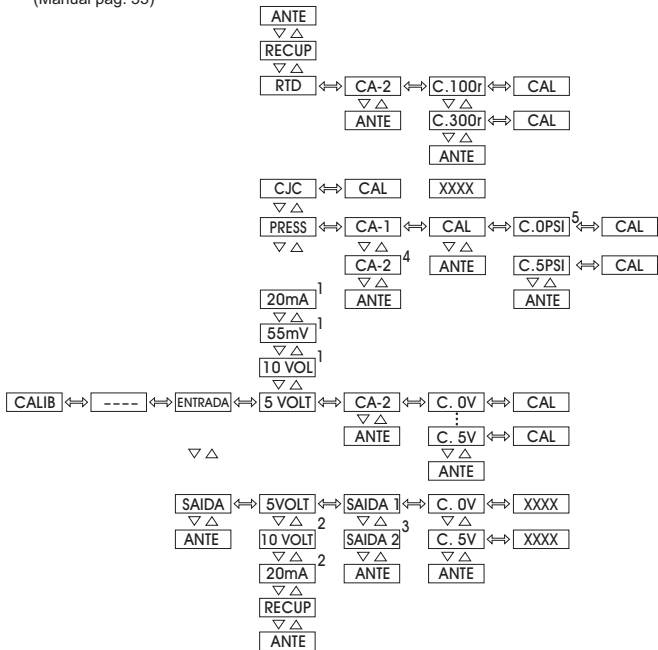 (Manual pág. 35)
ANTE
RECUP
RTD CA-2 C.100r CAL
ANTE C.300r CAL
ANTE
CJC CAL XXXX
PRESS CA-1 CAL C.0PSI 5 CAL
CA-2 4 ANTE C.5PSI CAL
20mA 1 ANTE ANTE
55mV 1
10 VOL 1
CALIB ---- ENTRADA 5 VOLT CA-2 C. 0V CAL
ANTE C. 5V CAL
ANTE
SAIDA 5VOLT SAIDA 1 C. 0V XXXX
ANTE 10 VOLT 2 SAIDA 2 3 C. 5V XXXX
20mA 2 ANTE ANTE
RECUP
ANTE